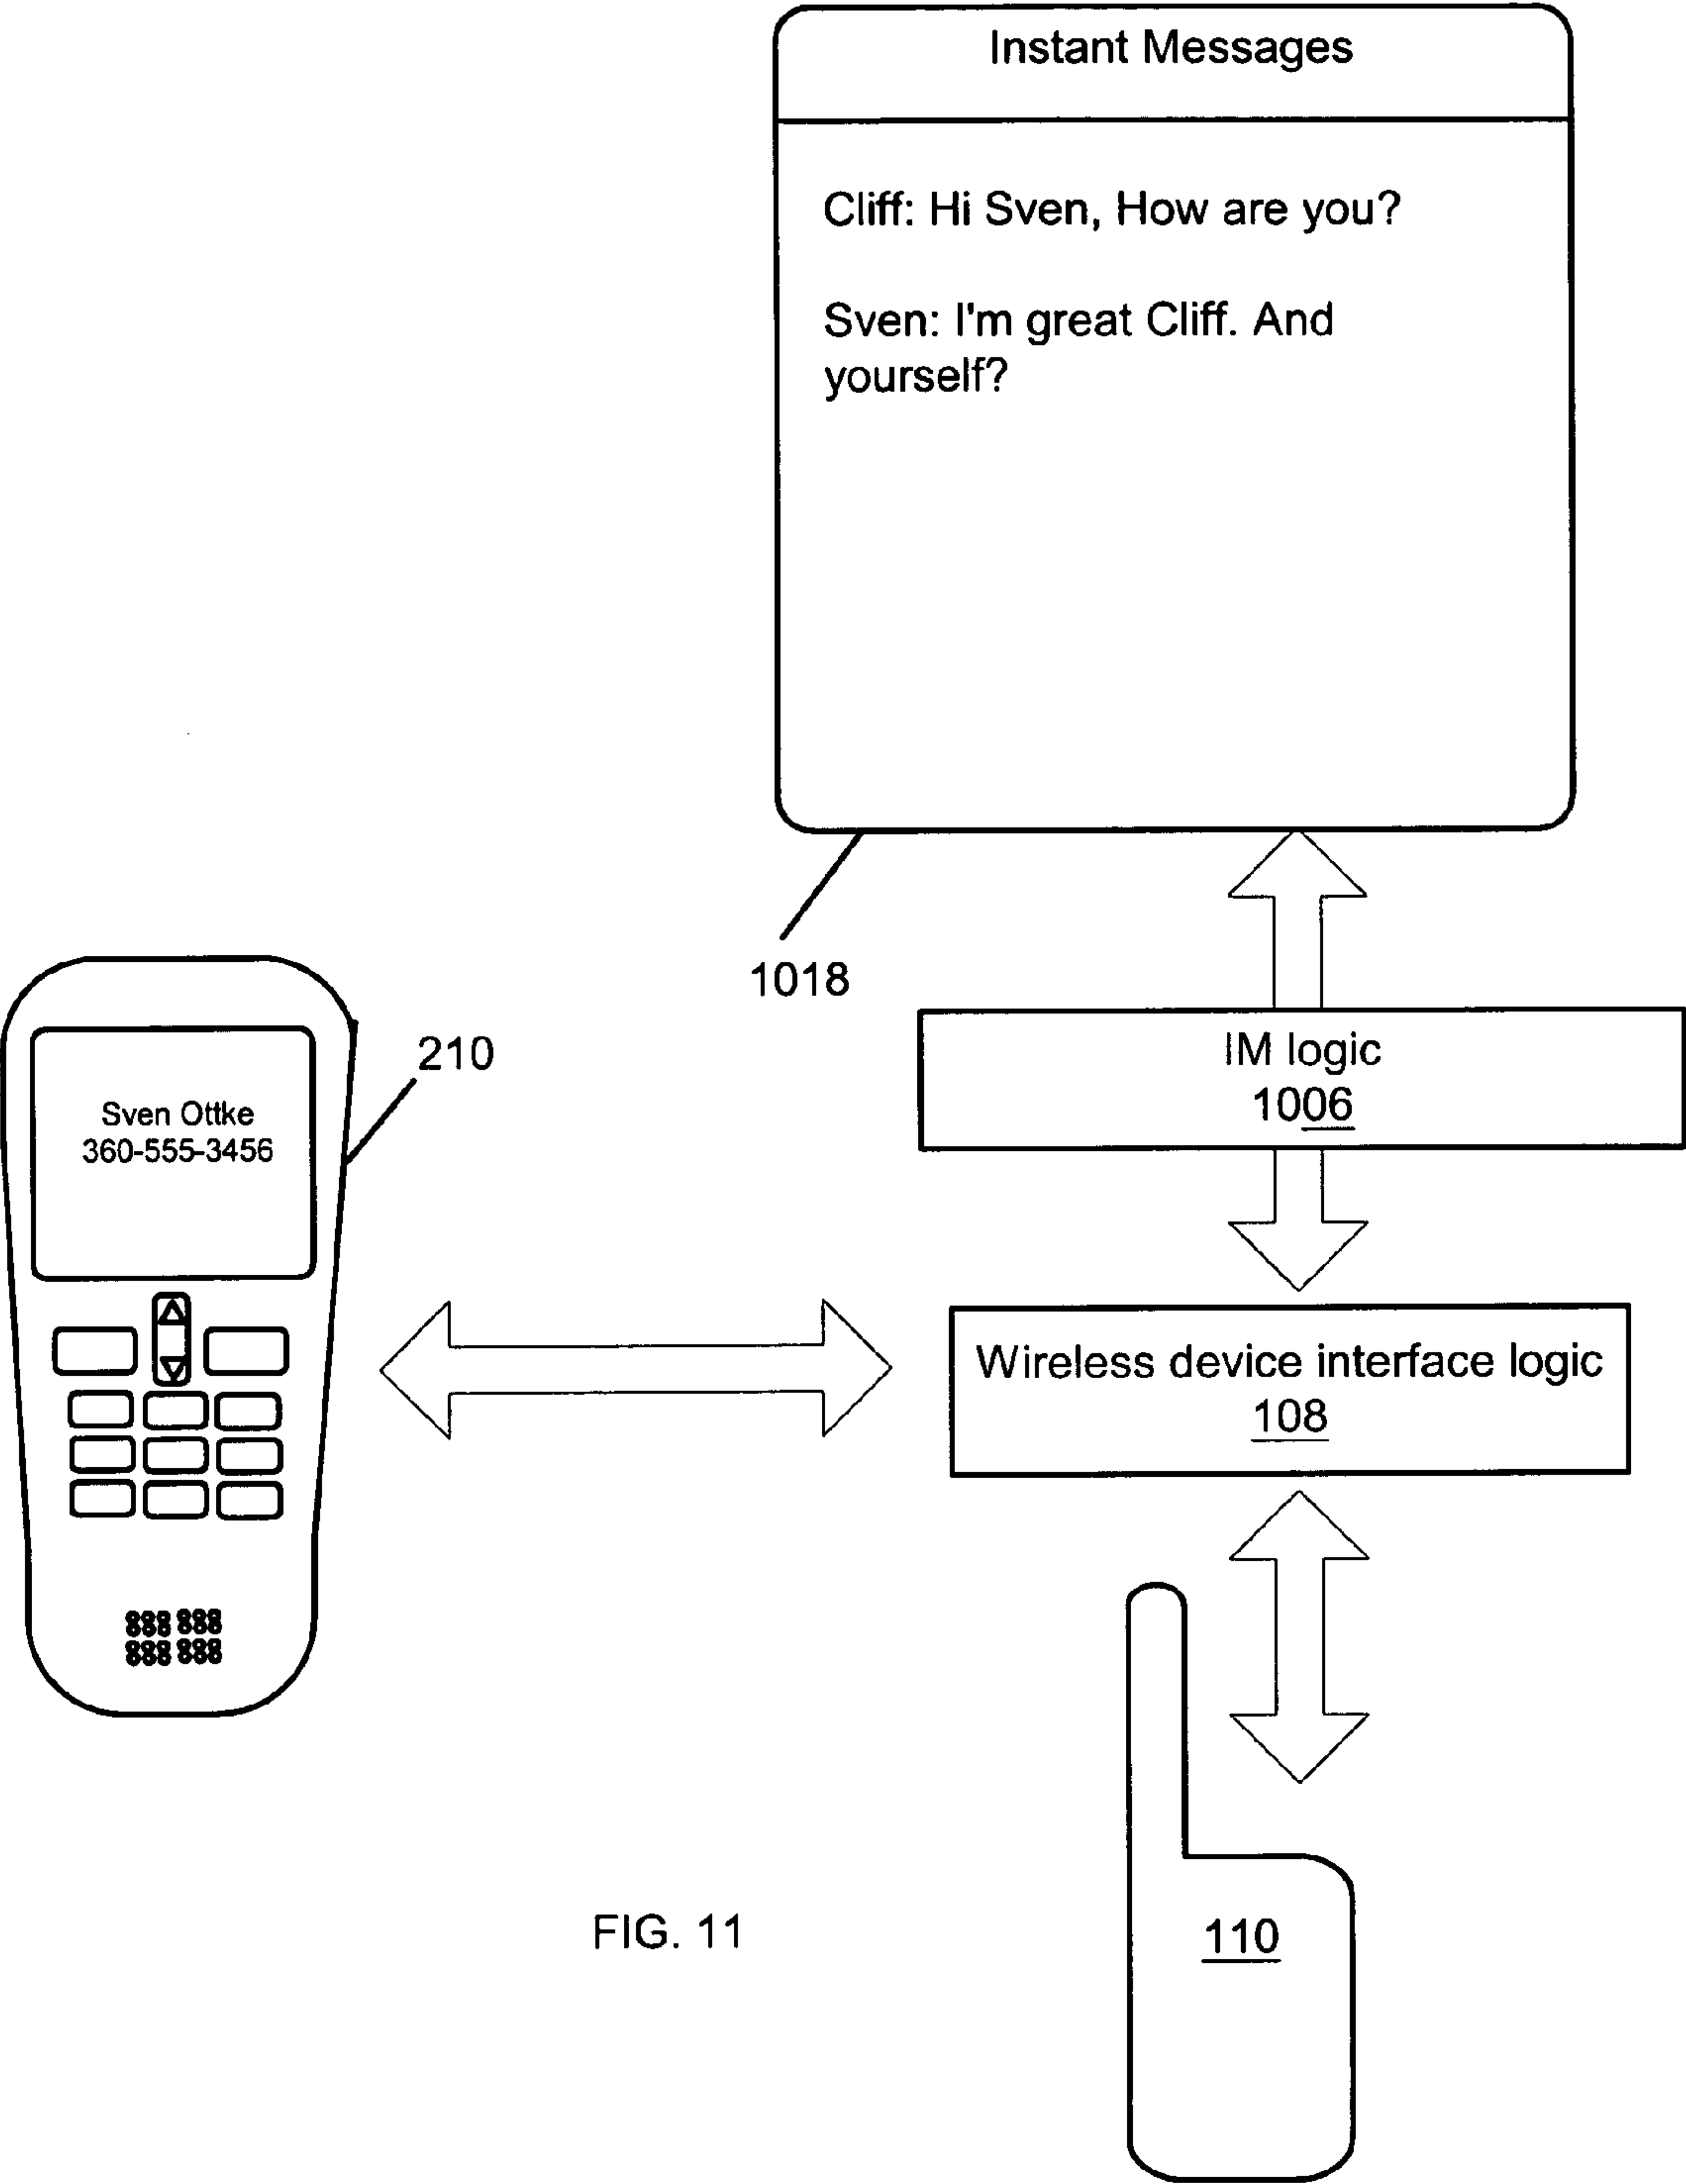 Instant Messages
Cliff: Hi Sven, How are you?
Sven: I'm great Cliff. And
yourself?
1018
210
Sven Ottke
360-555-3456
IM logic
1006
Wireless device interface logic
108
110
FIG. 11